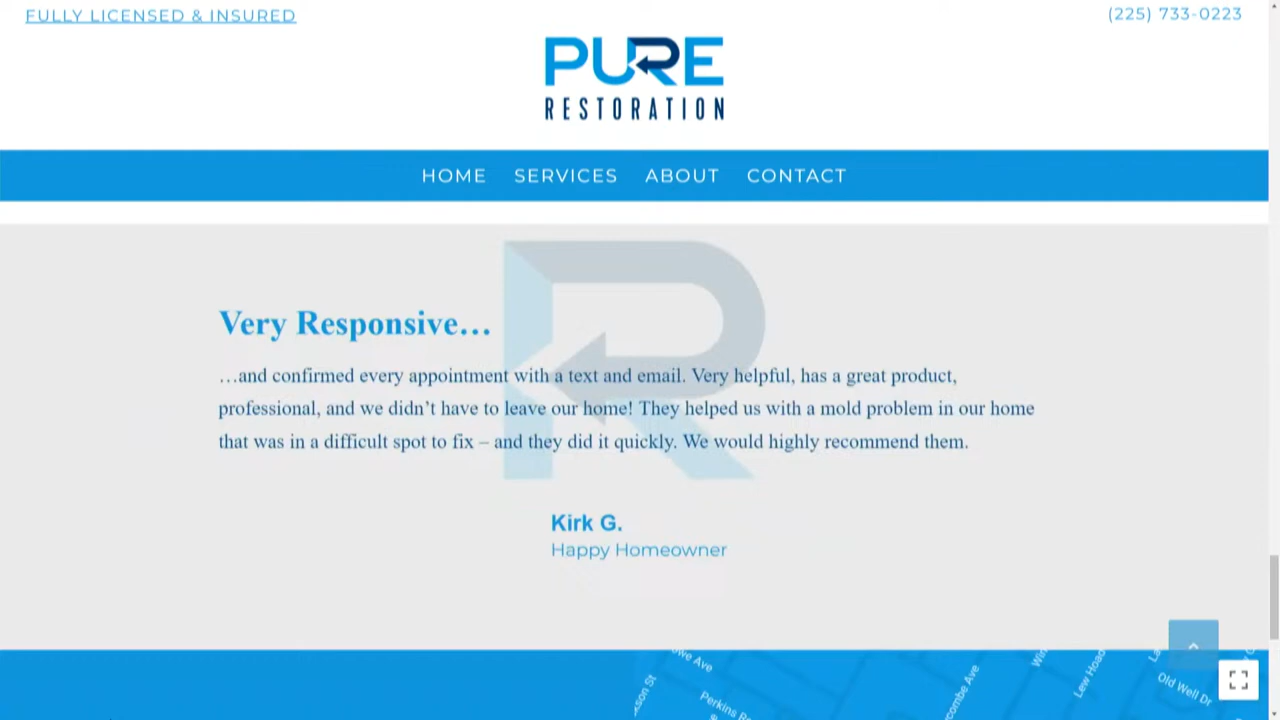 FULLY LICENSED & INSURED
(225) 733-0223
PURE
RESTORATION
HOME SERVICES ABOUT CONTACT
Very Responsive…
…and confirmed every appointment with a text and email. Very helpful, has a great product,
professional, and we didn’t have to leave our home! They helped us with a mold problem in our home
that was in a difficult spot to fix – and they did it quickly. We would highly recommend them.
Kirk G.
Happy Homeowner
Perkins
Old Well Dr